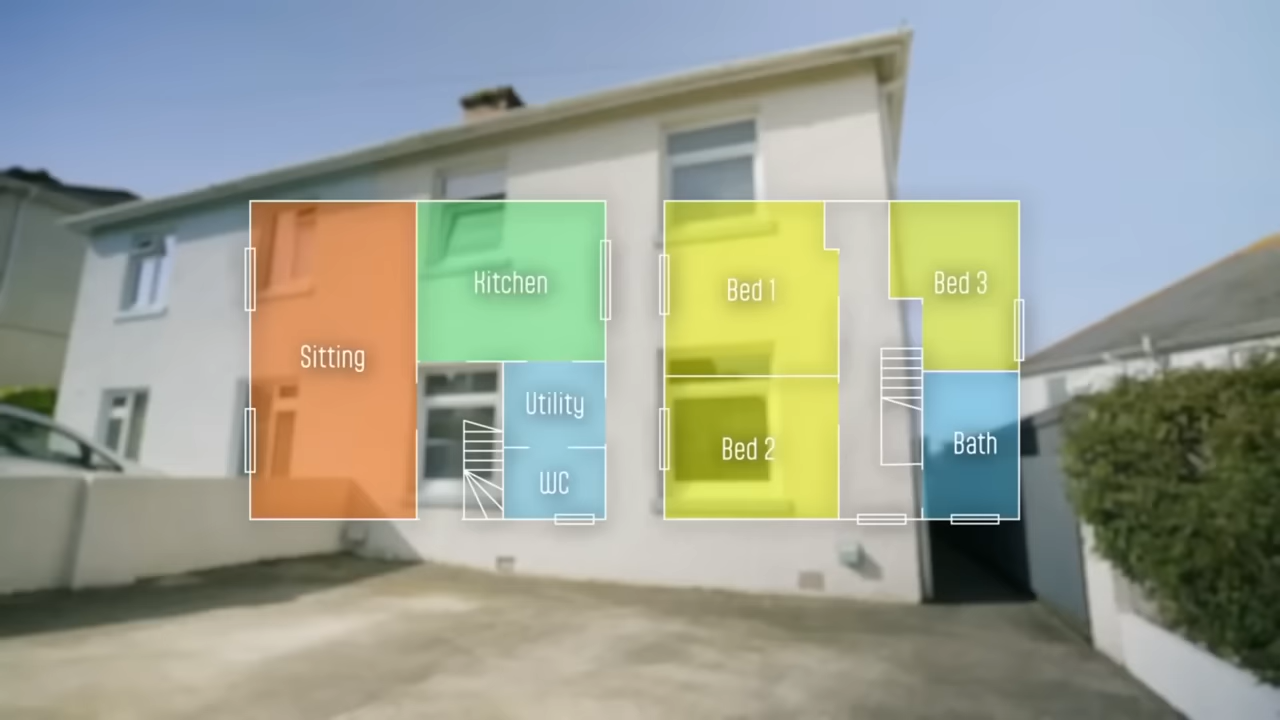 Sitting
Kitchen
Utility
WC
Bed 1
Bed 2
Bed 3
Bath